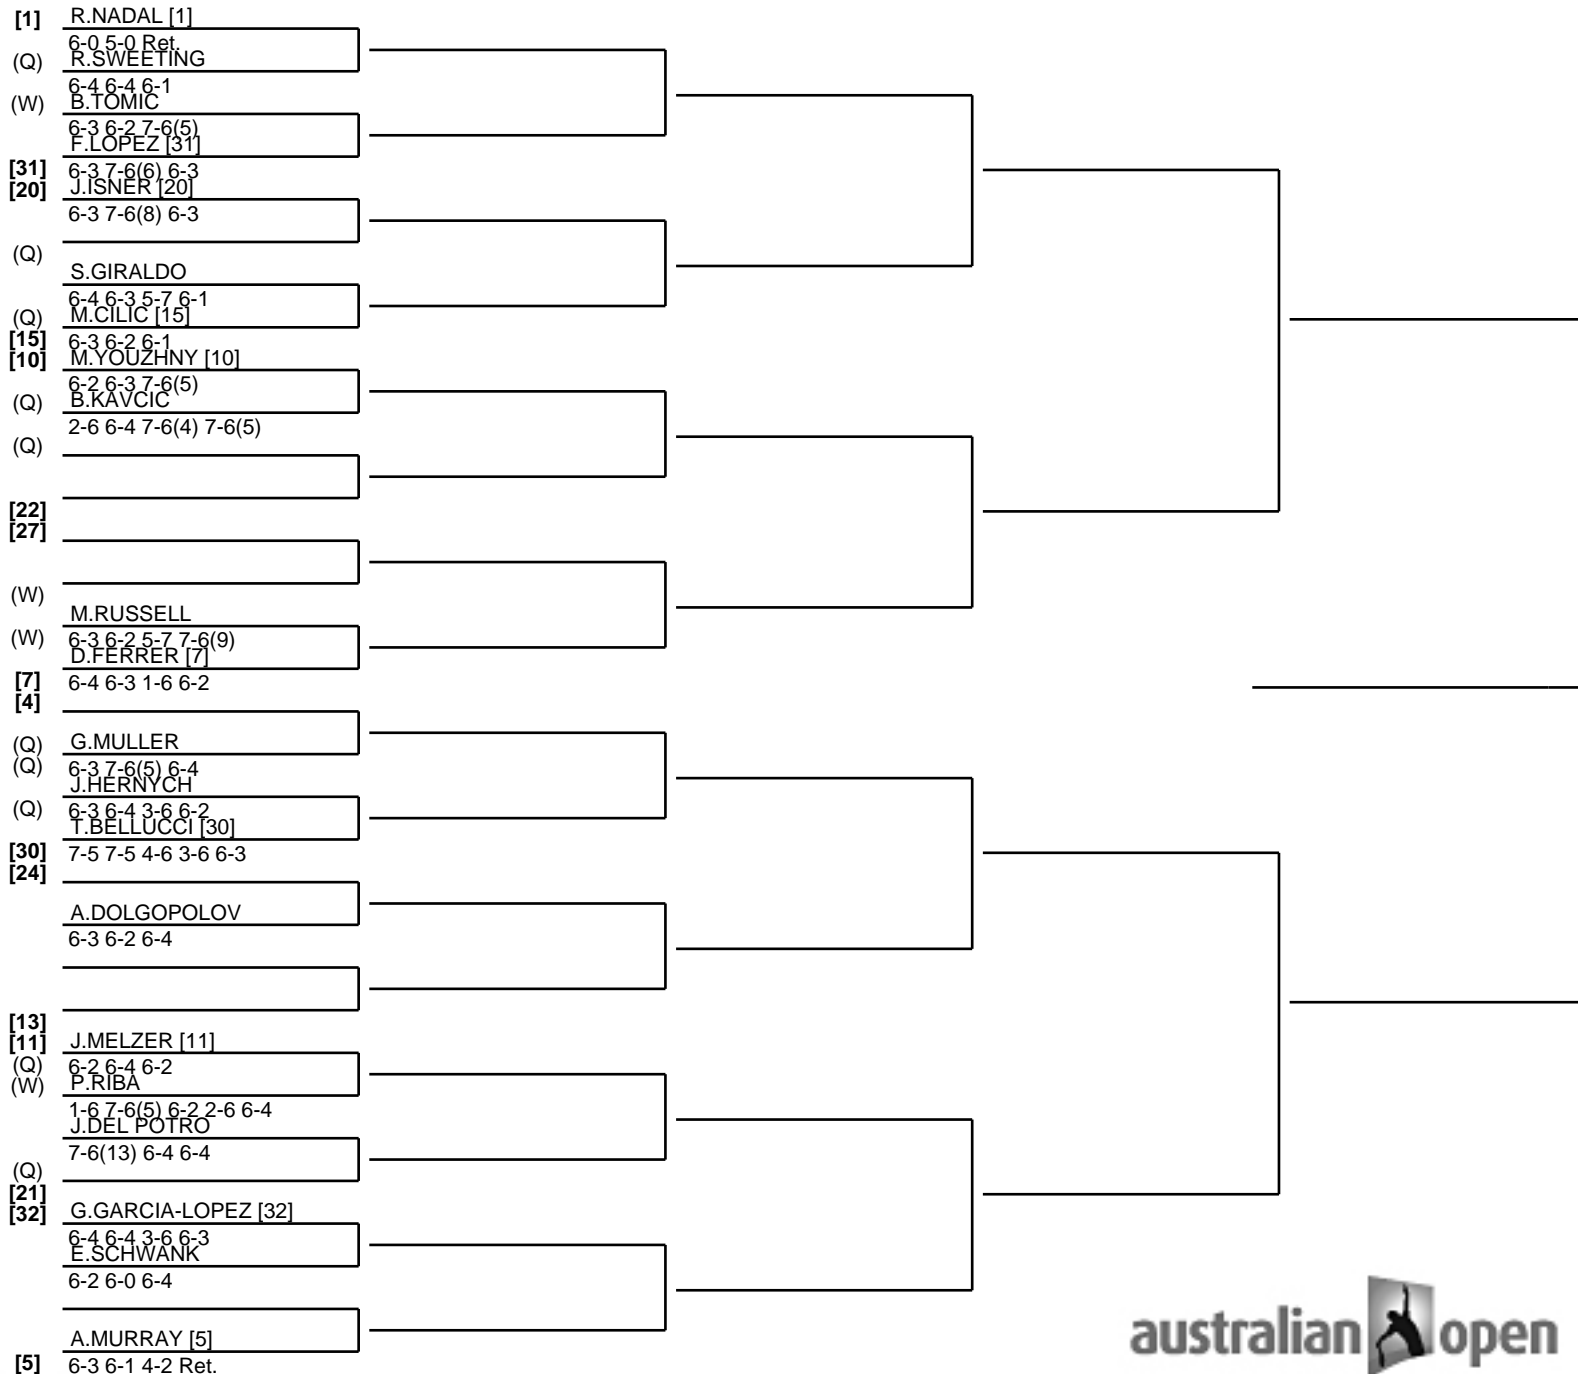 [1] R.NADAL [1]
6-0 5-0 Ret.
(Q) R.SWEETING
6-4 6-4 6-1
(W) B.TOMIC
6-3 6-2 7-6(5)
F.LOPEZ [31]
[31] 6-3 7-6(6) 6-3
[20] J.ISNER [20]
6-3 7-6(8) 6-3
(Q)
S.GIRALDO
6-4 6-3 5-7 6-1
(Q) M.CILIC [15]
[15] 6-3 6-2 6-1
[10] M.YOUZHNY [10]
6-2 6-3 7-6(5)
(Q) B.KAVCIC
2-6 6-4 7-6(4) 7-6(5)
(Q)
[22]
[27]
(W)
M.RUSSELL
(W) 6-3 6-2 5-7 7-6(9)
D.FERRER [7]
[7] 6-4 6-3 1-6 6-2
[4]
(Q) G.MULLER
(Q) 6-3 7-6(5) 6-4
J.HERNYCH
(Q) 6-3 6-4 3-6 6-2
T.BELLUCCI [30]
[30] 7-5 7-5 4-6 3-6 6-3
[24]
A.DOLGOPOLOV
6-3 6-2 6-4
[13]
[11] J.MELZER [11]
(Q) 6-2 6-4 6-2
(W) P.RIBA
1-6 7-6(5) 6-2 2-6 6-4
J.DEL POTRO
7-6(13) 6-4 6-4
(Q)
[21]
[32] G.GARCIA-LOPEZ [32]
6-4 6-4 3-6 6-3
E.SCHWANK
6-2 6-0 6-4
A.MURRAY [5]
[5] 6-3 6-1 4-2 Ret.
australian open